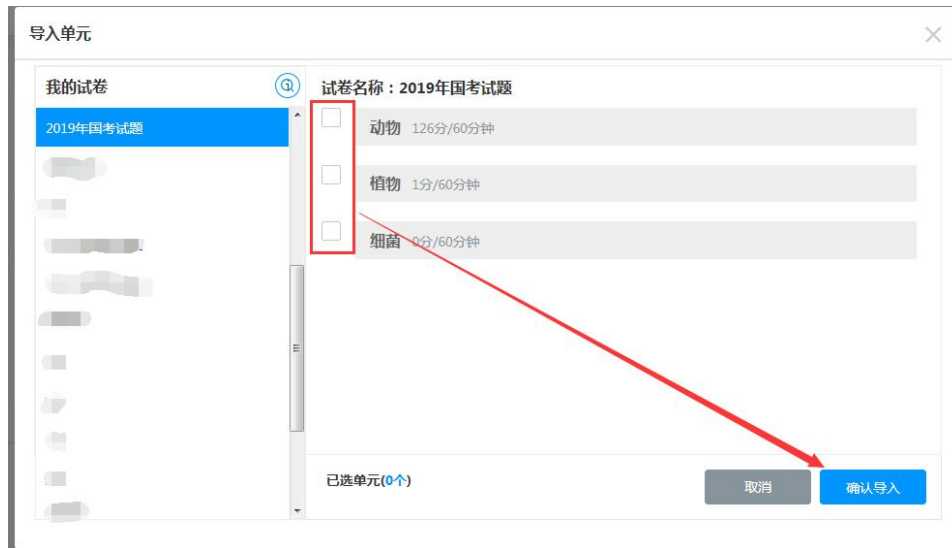 导入单元
我的试卷
2019年国考试题
试卷名称：2019年国考试题
动物 126分/60分钟
植物 1分/60分钟
细菌 0分/60分钟
已选单元(0个)
取消
确认导入